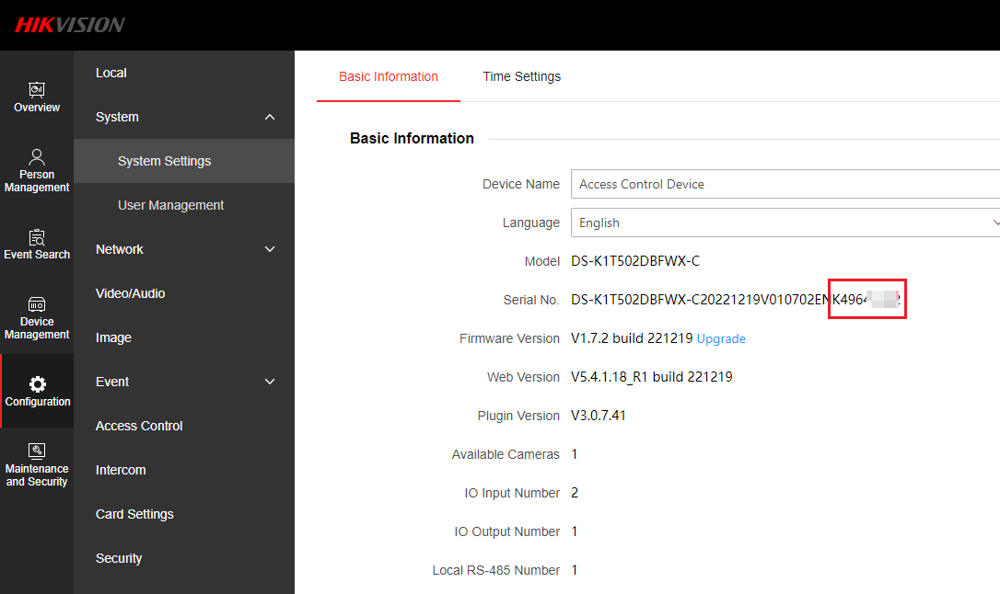 HIKVISION
Overview
Person
Management
Event Search
Device
Management
Configuration
Maintenance
and Security
Local
System
System Settings
User Management
Network
Video/Audio
Image
Event
Access Control
Intercom
Card Settings
Security
Basic Information
Time Settings
Basic Information
Device Name Access Control Device
Language English
Model DS-K1T502DBFWX-C
Serial No. DS-K1T502DBFWX-C20221219V010702ENK4964
Firmware Version V1.7.2 build 221219 Upgrade
Web Version V5.4.1.18_R1 build 221219
Plugin Version V3.0.7.41
Available Cameras 1
IO Input Number 2
IO Output Number 1
Local RS-485 Number 1